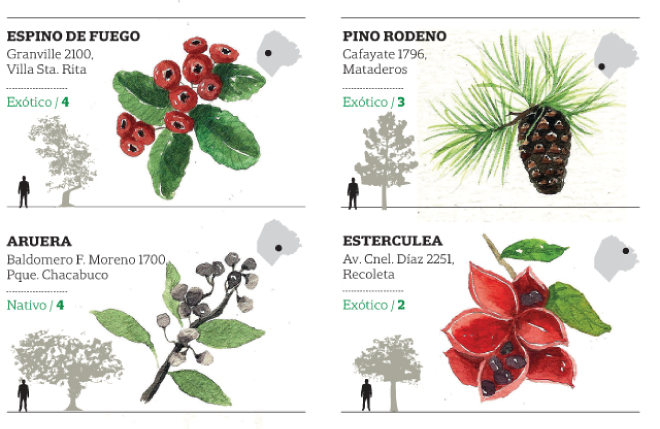 ESPINO DE FUEGO
Granville 2100,
Villa Sta. Rita
Exótico / 4
PINO RODENO
Cafayate 1796,
Mataderos
Exótico / 3
ARUERA
Baldomero F. Moreno 1700,
Pque. Chacabuco
Nativo / 4
ESTERCULEA
Av. Cnel. Díaz 2251,
Recoleta
Exótico / 2